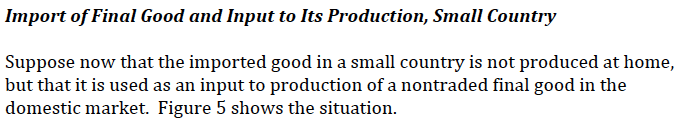 Import of Final Good and Input to Its Production, Small Country
Suppose now that the imported good in a small country is not produced at home,
but that it is used as an input to production of a nontraded final good in the
domestic market.  Figure 5 shows the situation.